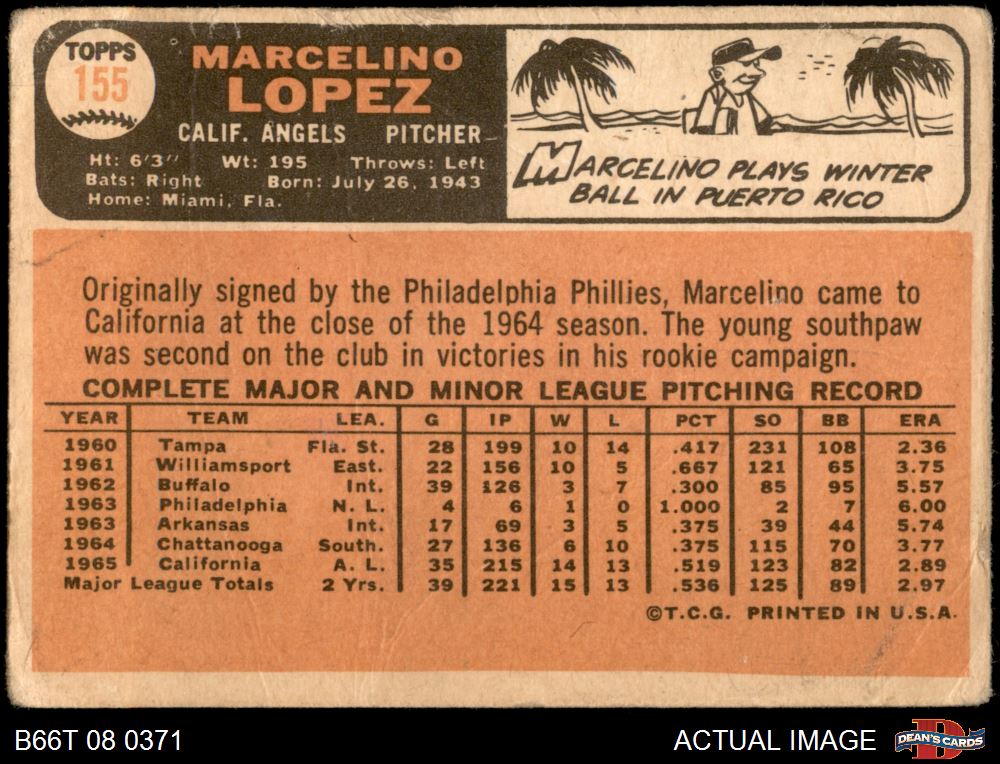 TOPPS
155
MARCELINO
LOPEZ
CALIF. ANGELS PITCHER
Ht: 6'3" Wt: 195 Throws: Left
Bats: Right Born: July 26, 1943
Home: Miami, Fla.
MARCELINO PLAYS WINTER
BALL IN PUERTO RICO
Originally signed by the Philadelphia Phillies, Marcelino came to
California at the close of the 1964 season. The young southpaw
was second on the club in victories in his rookie campaign.
COMPLETE MAJOR AND MINOR LEAGUE PITCHING RECORD
YEAR TEAM LEA. G IP W L PCT SO BB ERA
1960 Tampa Fla. St. 28 199 10 14 .417 231 108 2.36
1961 Williamsport East. 22 156 10 5 .667 121 65 3.75
1962 Buffalo Int. 39 126 3 7 .300 85 95 5.57
1963 Philadelphia N. L. 4 6 1 0 1.000 2 7 6.00
1963 Arkansas Int. 17 69 3 5 .375 39 44 5.74
1964 Chattanooga South. 27 136 6 10 .375 115 70 3.77
1965 California A. L. 35 215 14 13 .519 123 82 2.89
Major League Totals 2 Yrs. 39 221 15 13 .536 125 89 2.97
©T.C.G. PRINTED IN U.S.A.
B66T 08 0371
ACTUAL IMAGE
DEAN'S CARDS